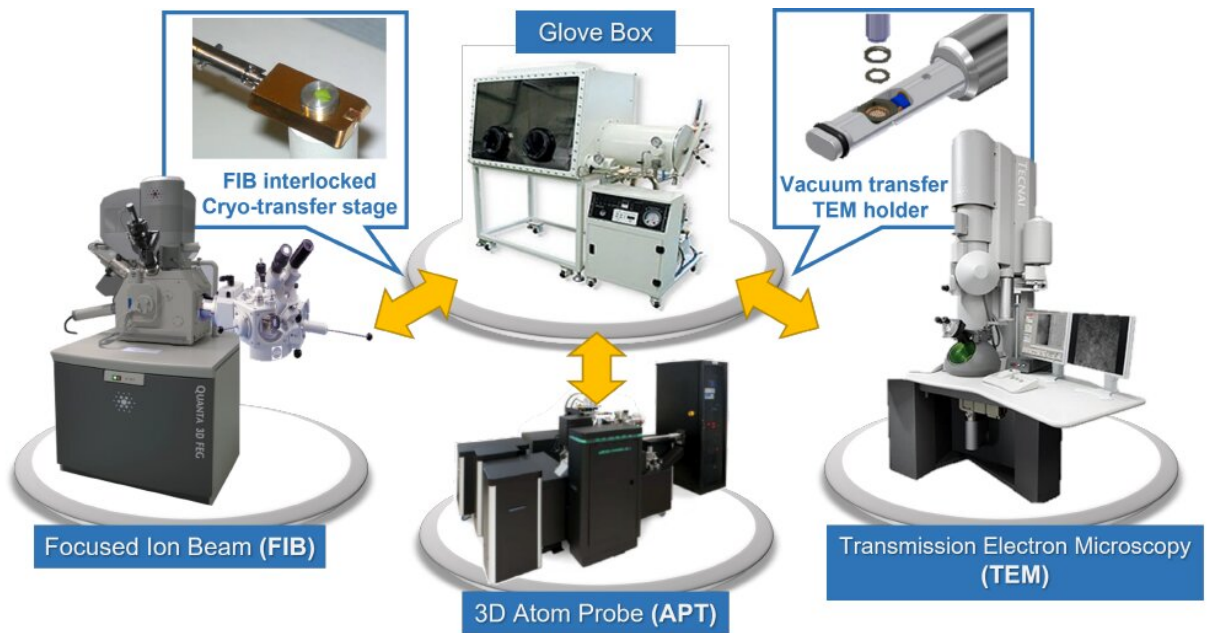 Glove Box
FIB interlocked
Cryo-transfer stage
Vacuum transfer
TEM holder
TECNAI
QUANTA 3D FEG
Focused Ion Beam (FIB)
3D Atom Probe (APT)
Transmission Electron Microscopy
(TEM)